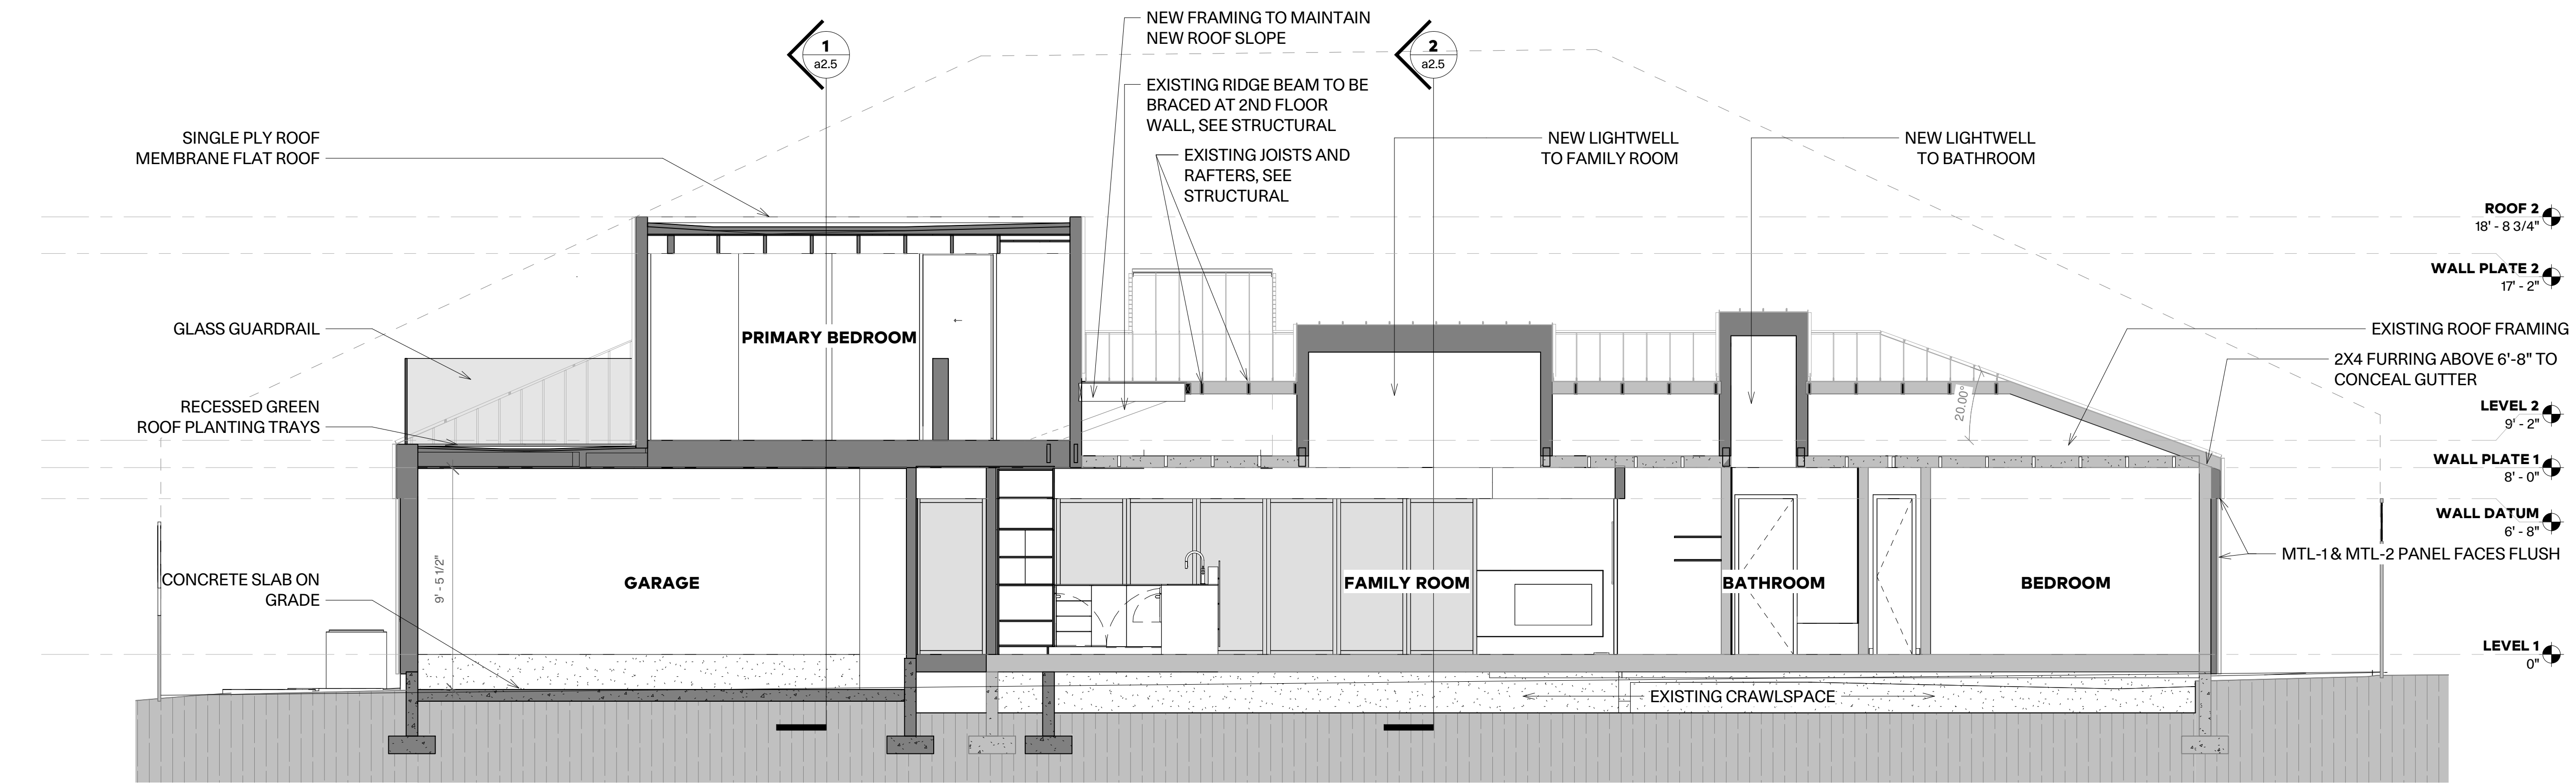 1
a2.5
2
a2.5
NEW FRAMING TO MAINTAIN
NEW ROOF SLOPE
EXISTING RIDGE BEAM TO BE
BRACED AT 2ND FLOOR
WALL, SEE STRUCTURAL
EXISTING JOISTS AND
RAFTERS, SEE
STRUCTURAL
SINGLE PLY ROOF
MEMBRANE FLAT ROOF
NEW LIGHTWELL
TO FAMILY ROOM
NEW LIGHTWELL
TO BATHROOM
ROOF 2
18' - 8 3/4"
WALL PLATE 2
17' - 2"
GLASS GUARDRAIL
PRIMARY BEDROOM
EXISTING ROOF FRAMING
2X4 FURRING ABOVE 6'-8" TO
CONCEAL GUTTER
RECESSED GREEN
ROOF PLANTING TRAYS
20.00°
LEVEL 2
9' - 2"
WALL PLATE 1
8' - 0"
WALL DATUM
6' - 8"
MTL-1 & MTL-2 PANEL FACES FLUSH
CONCRETE SLAB ON
GRADE
9' - 5 1/2"
GARAGE
FAMILY ROOM
BATHROOM
BEDROOM
LEVEL 1
0"
EXISTING CRAWLSPACE